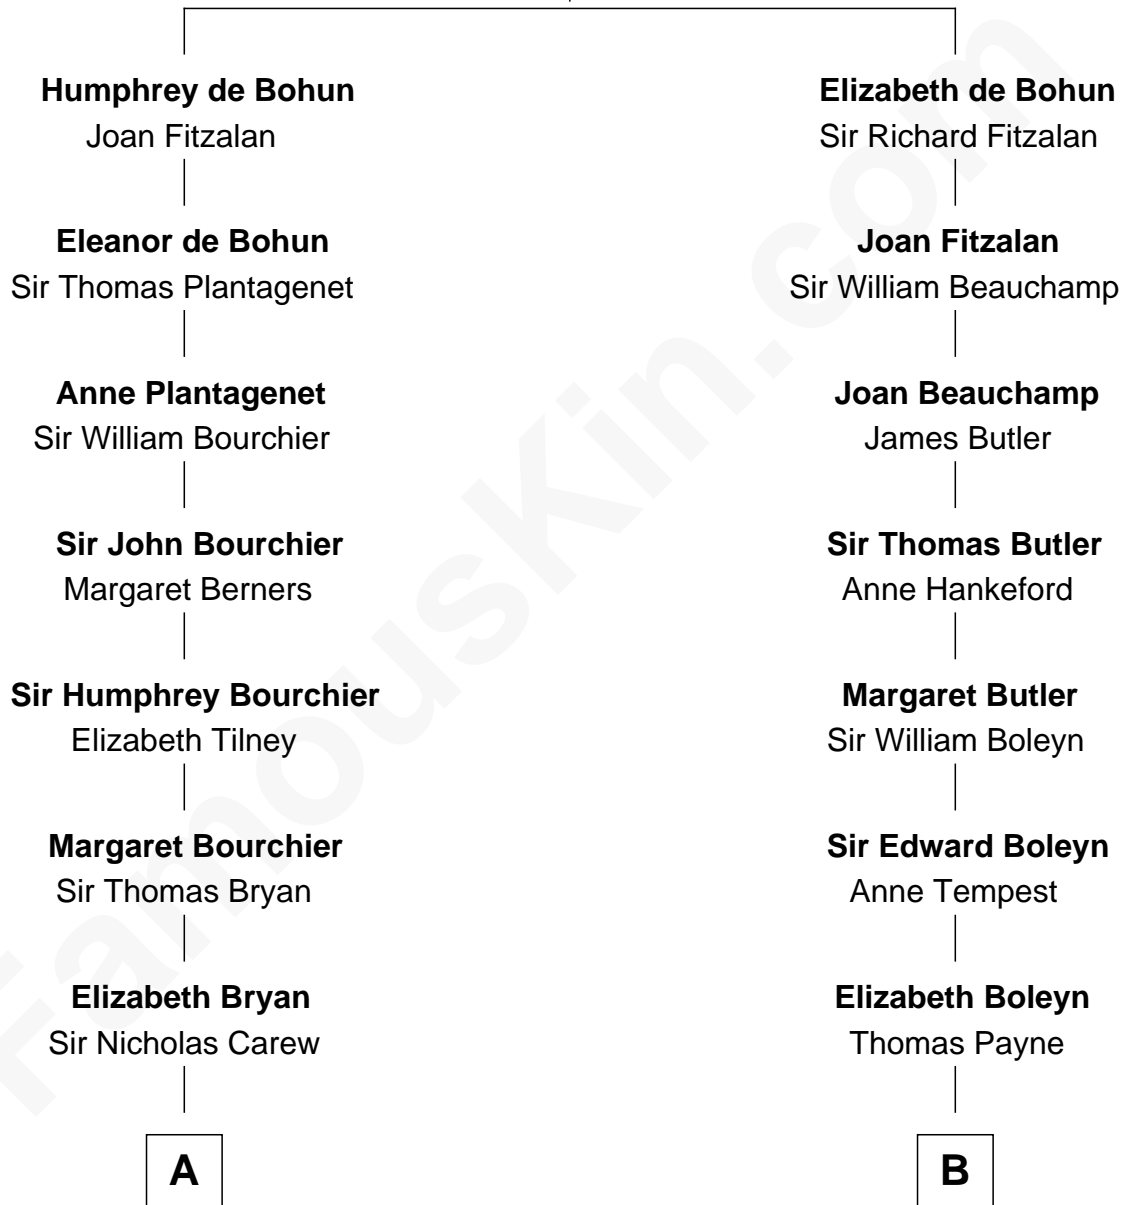 Humphrey de Bohun
Joan Fitzalan
Eleanor de Bohun
Sir Thomas Plantagenet
Anne Plantagenet
Sir William Bourchier
Sir John Bourchier
Margaret Berners
Sir Humphrey Bourchier
Elizabeth Tilney
Margaret Bourchier
Sir Thomas Bryan
Elizabeth Bryan
Sir Nicholas Carew
A
Elizabeth de Bohun
Sir Richard Fitzalan
Joan Fitzalan
Sir William Beauchamp
Joan Beauchamp
James Butler
Sir Thomas Butler
Anne Hankeford
Margaret Butler
Sir William Boleyn
Sir Edward Boleyn
Anne Tempest
Elizabeth Boleyn
Thomas Payne
B
FamousKin.com